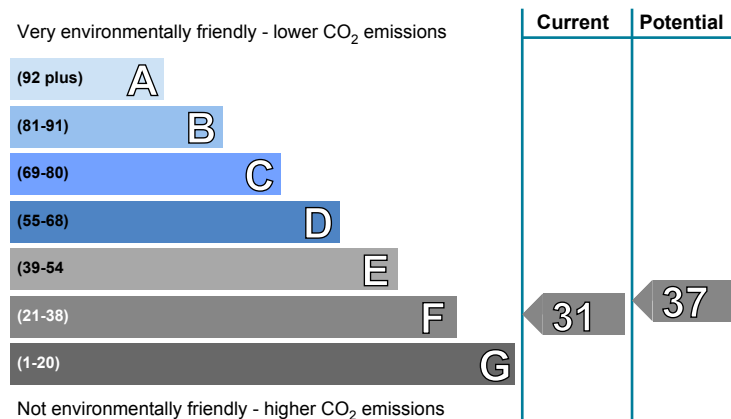 Current Potential
Very environmentally friendly - lower CO2 emissions
(92 plus) A
(81-91) B
(69-80) C
(55-68) D
(39-54 E
(21-38) F 31 37
(1-20) G
Not environmentally friendly - higher CO2 emissions